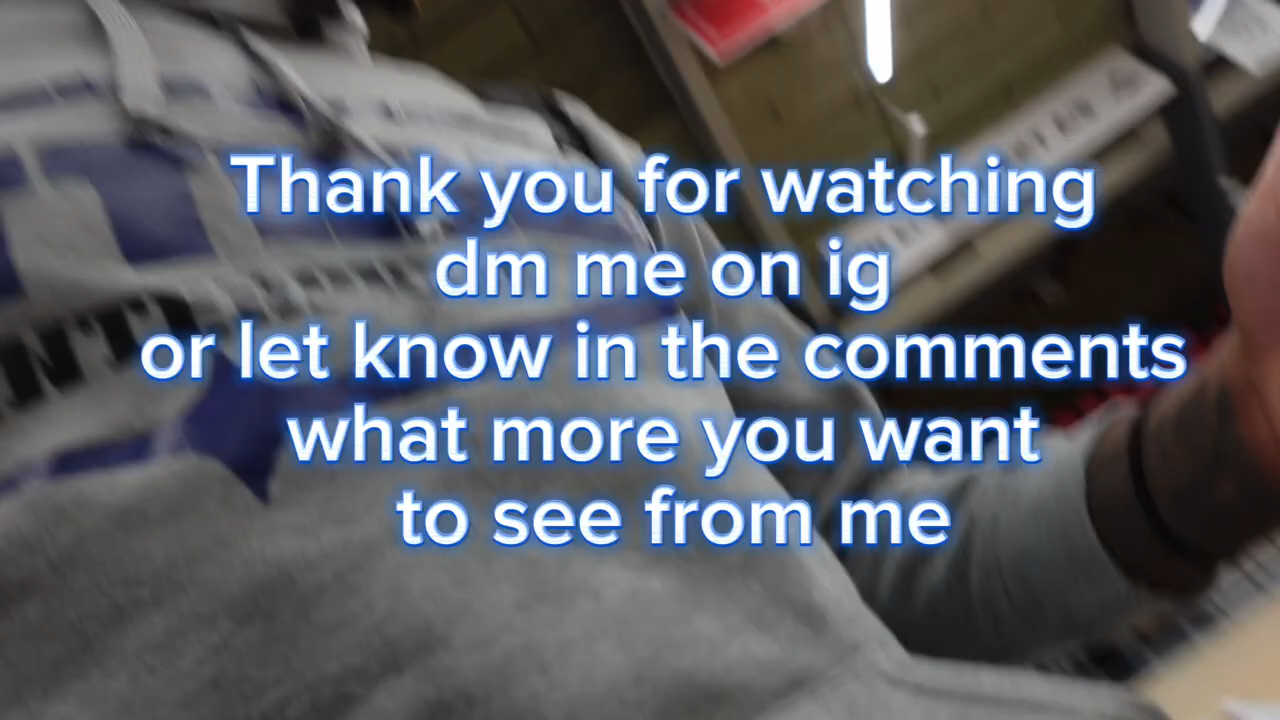 Thank you for watching
dm me on ig
or let know in the comments
what more you want
to see from me